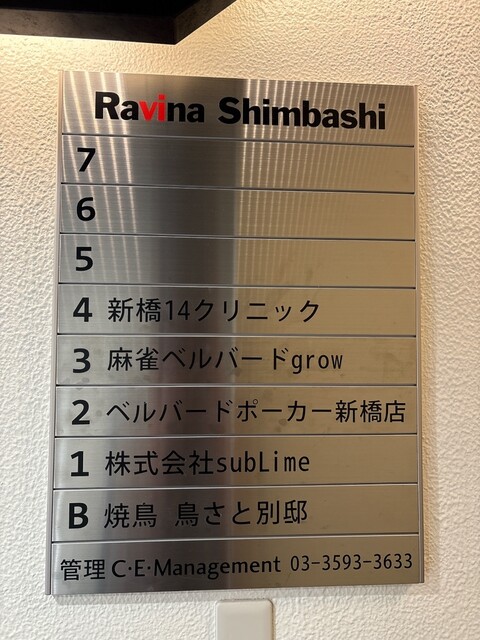 Ravina Shimbashi
7
6
5
4 新橋14クリニック
3 麻雀ベルバードgrow
2 ベルバードポーカー新橋店
1 株式会社subLime
B 焼鳥 鳥さと別邸
管理 C・E・Management 03-3593-3633